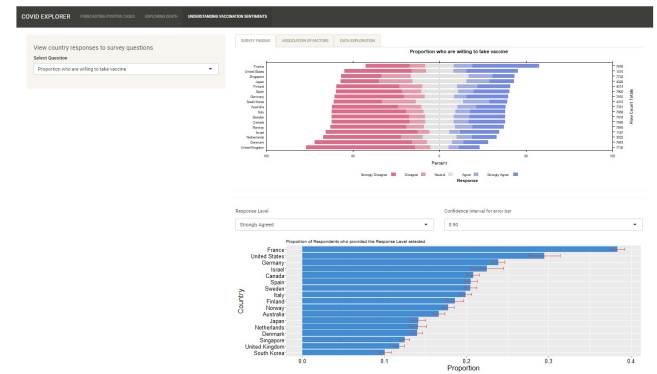 COVID EXPLORER FORECASTING POSITIVE CASES EXPLORING DEATH UNDERSTANDING VACCINATION SENTIMENTS
View country responses to survey questions
Select Question
Proportion who are willing to take vaccine
SURVEY FINDING ASSOCIATION OF FACTORS DATA EXPLORATION
Proportion who are willing to take vaccine
France
United States
Singapore
Japan
Finland
Spain
Germany
South Korea
Australia
Italy
Sweden
Canada
Norway
Israel
Netherlands
Denmark
United Kingdom
Row Count Totals
100 50 0 50 100
Percent
Strongly Disagree Disagree Neutral Agree Strongly Agree
Response
Response Level
Strongly Agreed
Confidence interval for error bar
0.90
Proportion of Respondents who provided the Response Level selected
Country
France
United States
Germany
Israel
Canada
Spain
Sweden
Italy
Finland
Norway
Australia
Japan
Netherlands
Denmark
Singapore
United Kingdom
South Korea
0.0 0.1 0.2 0.3 0.4
Proportion